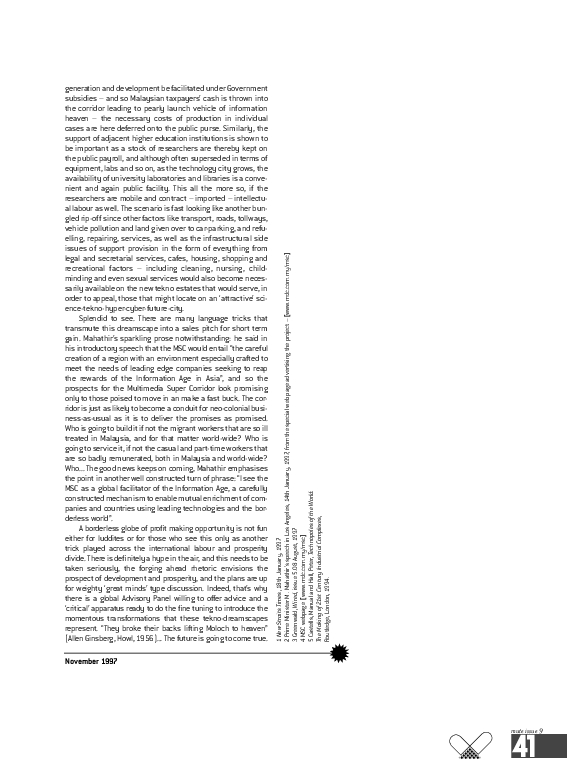 generation and development be facilitated under Government
subsidies – and so Malaysian taxpayers' cash is thrown into
the corridor leading to pearly launch vehicle of information
heaven – the necessary costs of production in individual
cases are here deferred onto the public purse. Similarly, the
support of adjacent higher education institutions is shown to
be important as a stock of researchers are thereby kept on
the public payroll, and although often superseded in terms of
equipment, labs and so on, as the technology city grows, the
availability of university laboratories and libraries is a conve-
nient and again public facility. This all the more so, if the
researchers are mobile and contract – imported – intellectu-
al labour as well. The scenario is fast looking like another bun-
gled rip-off since other factors like transport, roads, tollways,
vehicle pollution and land given over to car-parking, and refu-
elling, repairing, services, as well as the infrastructural side
issues of support provision in the form of everything from
legal and secretarial services, cafes, housing, shopping and
recreational factors – including cleaning, nursing, child-
minding and even sexual services would also become neces-
sarily available on the new tekno estates that would serve, in
order to appeal, those that might locate on an 'attractive' sci-
ence-tekno-hyper-cyber-future-city.
Splendid to see. There are many language tricks that
transmute this dreamscape into a sales pitch for short term
gain. Mahathir's sparkling prose notwithstanding: he said in
his introductory speech that the MSC would entail "the careful
creation of a region with an environment especially crafted to
meet the needs of leading edge companies seeking to reap
the rewards of the Information Age in Asia", and so the
prospects for the Multimedia Super Corridor look promising
only to those poised to move in an make a fast buck. The cor-
ridor is just as likely to become a conduit for neo-colonial busi-
ness-as-usual as it is to deliver the promises as promised.
Who is going to build it if not the migrant workers that are so ill
treated in Malaysia, and for that matter world-wide? Who is
going to service it, if not the casual and part-time workers that
are so badly remunerated, both in Malaysia and world-wide?
Who... The good news keeps on coming, Mahathir emphasises
the point in another well constructed turn of phrase: "I see the
MSC as a global facilitator of the Information Age, a carefully
constructed mechanism to enable mutual enrichment of com-
panies and countries using leading technologies and the bor-
derless world".
A borderless globe of profit making opportunity is not fun
either for luddites or for those who see this only as another
trick played across the international labour and prosperity
divide. There is definitely a hype in the air, and this needs to be
taken seriously, the forging ahead rhetoric envisions the
prospect of development and prosperity, and the plans are up
for weighty 'great minds' type discussion. Indeed, that's why
there is a global Advisory Panel willing to offer advice and a
'critical' apparatus ready to do the fine tuning to introduce the
momentous transformations that these tekno-dreamscapes
represent. "They broke their backs lifting Moloch to heaven"
[Allen Ginsberg, Howl, 1956]... The future is going to come true.
November 1997
1 New Straits Times, 18th January, 1997
2 Prime Minister M. Mahathir's speech in Los Angeles, 14th January, 1997, from the special webpage advertising the project – [www.mdc.com.my/msc]
3 Greenwald, Wired, issue 5.08 August, 1997
4 MSC webpage [www.mdc.com.my/msc]
5 Castells, Manuel and Hall, Peter, Technopoles of the World:
The Making of 21st Century Industrial Complexes,
Routledge, London, 1994.
mute issue 9
41